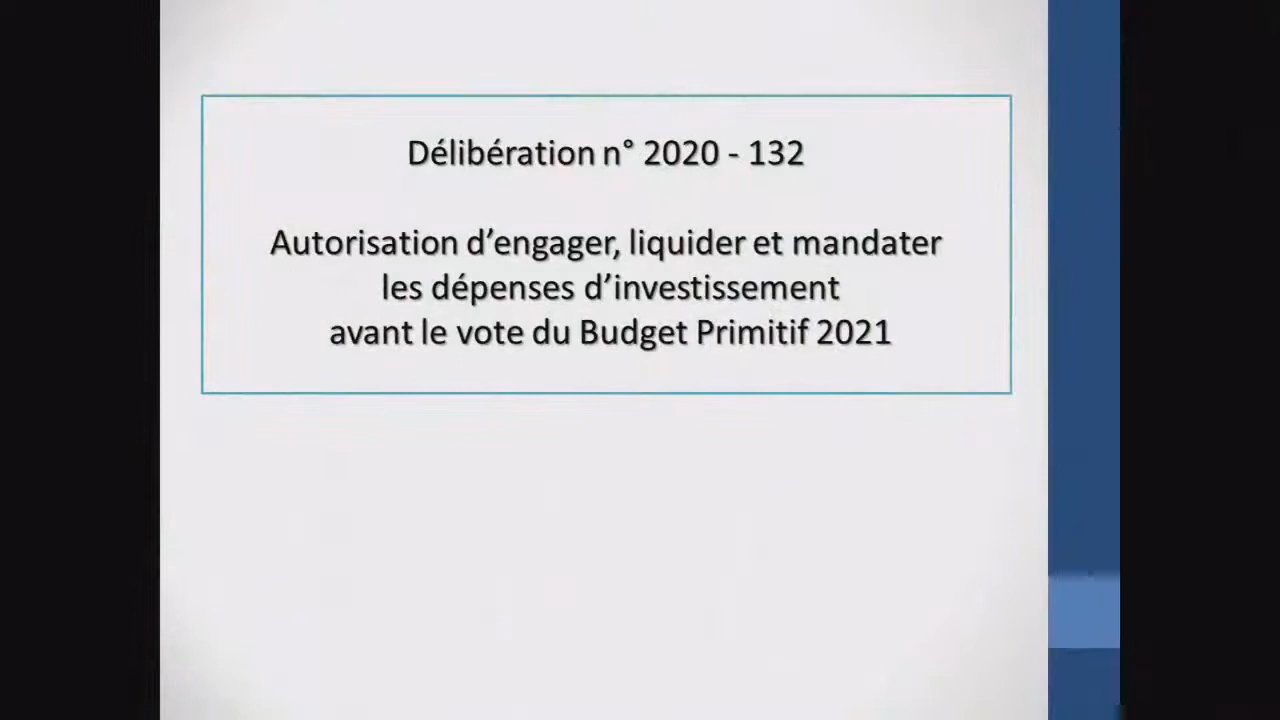 Délibération n° 2020 - 132
Autorisation d’engager, liquider et mandater
les dépenses d’investissement
avant le vote du Budget Primitif 2021